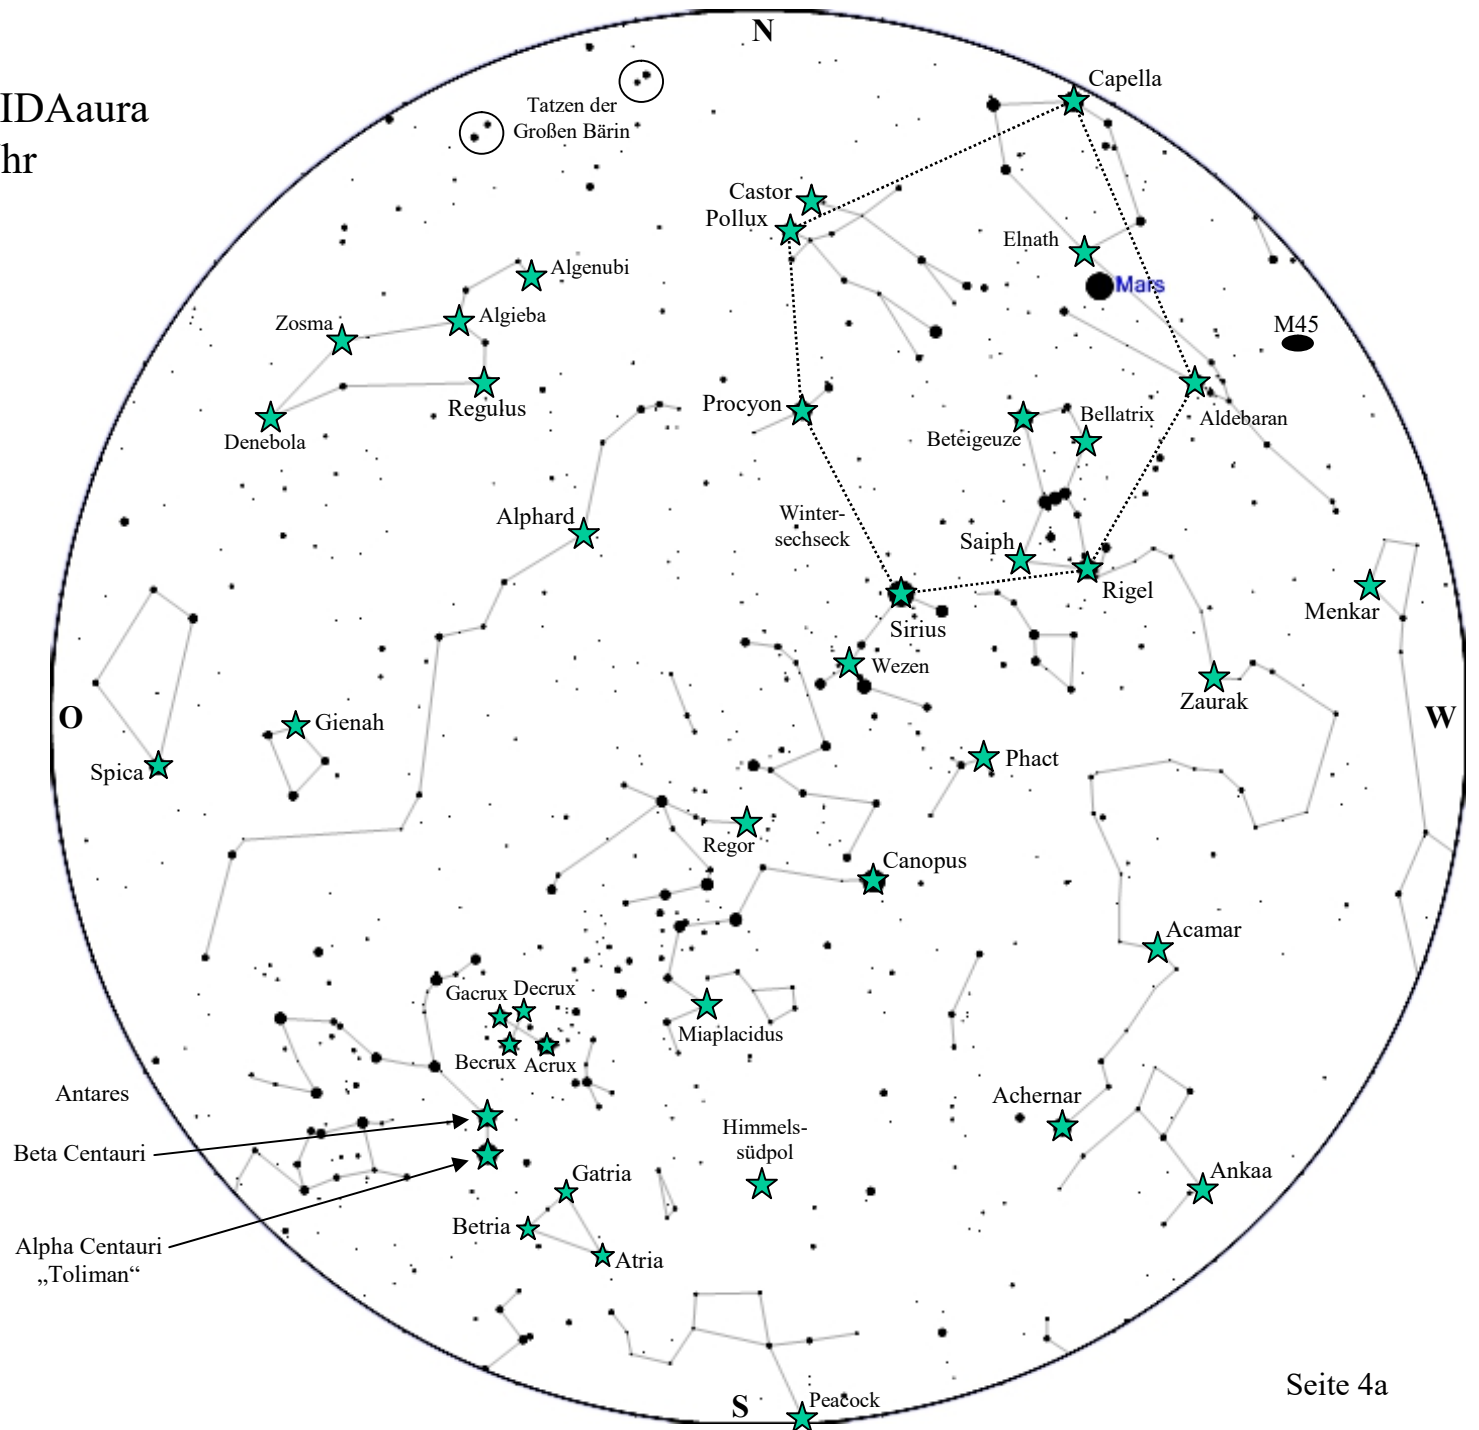 N
Capella
IDAaura
hr
Tatzen der
Großen Bärin
Castor
Pollux
Elnath
Mars
Algenubi
Algieba
Zosma
M45
Regulus
Denebola
Procyon
Beteigeuze
Bellatrix
Aldebaran
Alphard
Winter-
sechseck
Saiph
Rigel
Sirius
Menkar
Wezen
Zaurak
O
W
Gienah
Spica
Phact
Regor
Canopus
Acamar
Gacrux
Decrux
Becrux
Acrux
Miaplacidus
Antares
Achernar
Beta Centauri
Himmels-
südpol
Gatria
Ankaa
Betria
Atria
Alpha Centauri
„Toliman“
Seite 4a
S
Peacock